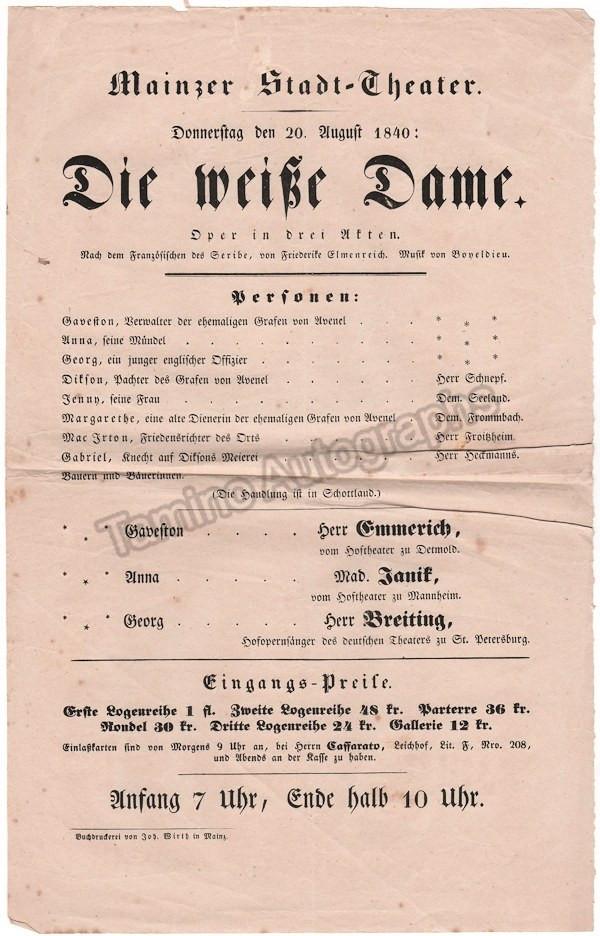 Mainzer Stadt-Theater.
Donnerstag den 20. August 1840:
Die weiße Dame.
Oper in drei Akten.
Nach dem Französischen des Scribe, von Friederike Elmenreich. Musik von Boyeldieu.
Personen:
Gaveston, Verwalter der ehemaligen Grafen von Avenel . . . * * *
Anna, seine Mündel . . . . . . . . * * *
Georg, ein junger englischer Offizier . . . . . * * *
Dikson, Pachter des Grafen von Avenel . . . . . Herr Schnepf.
Jenny, seine Frau . . . . . . . . Dem. Seeland.
Margarethe, eine alte Dienerin der ehemaligen Grafen von Avenel . Dem. Frommbach.
Mac Irton, Friedensrichter des Orts . . . . . Herr Froitzheim.
Gabriel, Knecht auf Diksons Meierei . . . . . Herr Heckmanns.
Bauern und Bäuerinnen.
(Die Handlung ist in Schottland.)
* * * Gaveston . . . . Herr Emmerich,
vom Hoftheater zu Detmold.
* * * Anna . . . . . Mad. Janik,
vom Hoftheater zu Mannheim.
* * * Georg . . . . . Herr Breiting,
Hofopernsänger des deutschen Theaters zu St. Petersburg.
Eingangs-Preise.
Erste Logenreihe 1 fl. Zweite Logenreihe 48 kr. Parterre 36 kr.
Rondel 30 kr. Dritte Logenreihe 24 kr. Gallerie 12 kr.
Einlaßkarten sind von Morgens 9 Uhr an, bei Herrn Caffarato, Leichhof, Lit. F, Nro. 208,
und Abends an der Kasse zu haben.
Anfang 7 Uhr, Ende halb 10 Uhr.
Buchdruckerei von Joh. Wirth in Mainz.
Tamino Autographs